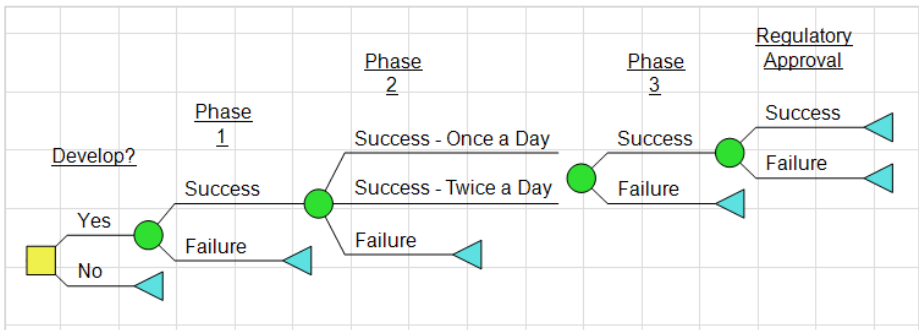 Develop?
Yes
No
Phase
1
Success
Failure
Phase
2
Success - Once a Day
Success - Twice a Day
Failure
Phase
3
Success
Failure
Regulatory
Approval
Success
Failure